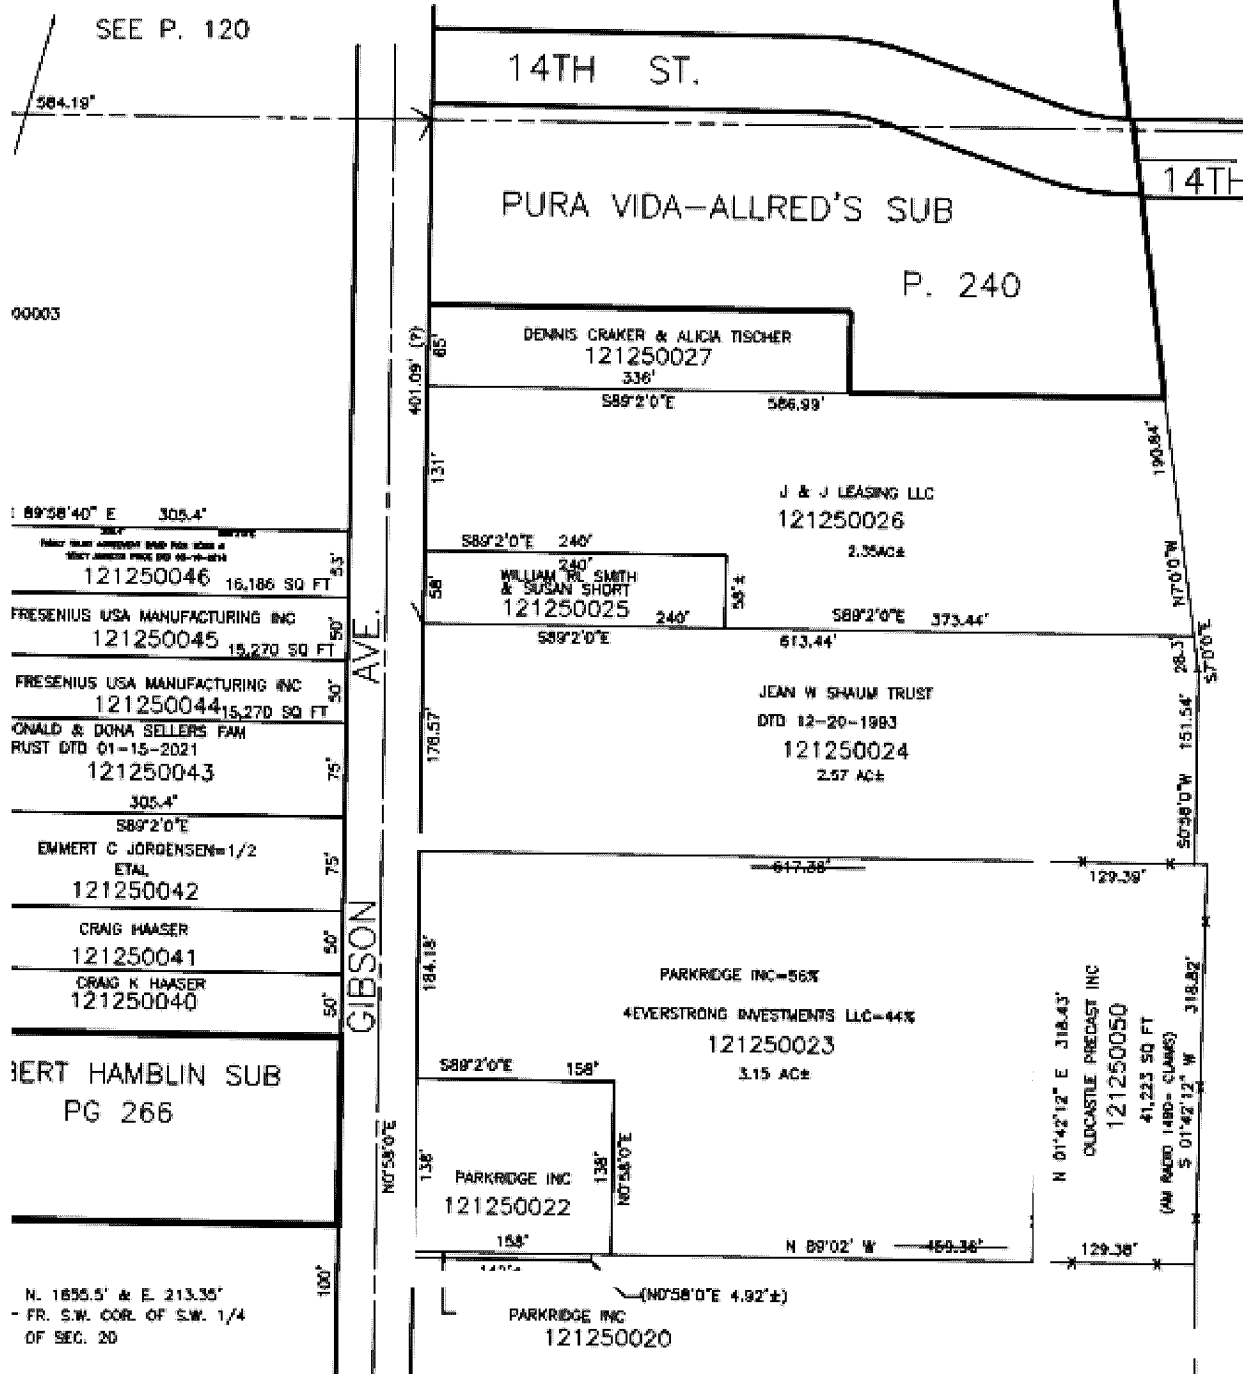 SEE P. 120
14TH ST.
584.19'
14TH
PURA VIDA-ALLRED'S SUB
P. 240
00003
DENNIS CRAKER & ALICIA TISCHER
121250027
336'
S89°2'0"E 586.99'
401.09' (?)
65'
190.84'
131'
J & J LEASING LLC
121250026
2.35AC±
N7°0'0"W
89°58'40" E 305.4'
121250046 16,186 SQ FT
53'
S89°2'0"E 240'
240'
WILLIAM RL SMITH
& SUSAN SHORT
121250025
240'
58'
58'±
S89°2'0"E
S89°2'0"E 373.44'
613.44'
FRESENIUS USA MANUFACTURING INC
121250045 15,270 SQ FT
50'
28.3'
S7°0'0"E
FRESENIUS USA MANUFACTURING INC
121250044 15,270 SQ FT
50'
ONALD & DONA SELLERS FAM
RUST DTD 01-15-2021
121250043
75'
305.4'
S89°2'0"E
GIBSON AVE.
178.57'
JEAN W SHAUM TRUST
DTD 12-20-1993
121250024
2.57 AC±
151.54'
S0°58'0"W
EMMERT C JORGENSEN=1/2
ETAL
121250042
75'
617.38'
129.39'
CRAIG HAASER
121250041
50'
CRAIG K HAASER
121250040
50'
184.18'
PARKRIDGE INC=56%
4EVERSTRONG INVESTMENTS LLC=44%
121250023
3.15 AC±
N 01°42'12" E 318.43'
OLDCASTLE PRECAST INC
121250050
41,223 SQ FT
(AM RADIO 1490- CLAIMS)
S 01°42'12" W 318.82'
BERT HAMBLIN SUB
PG 266
S89°2'0"E 158'
N0°58'0"E
138'
138'
N0°58'0"E
PARKRIDGE INC
121250022
158'
N 89°02' W 459.36'
129.38'
100'
N. 1655.5' & E. 213.35'
FR. S.W. COR. OF S.W. 1/4
OF SEC. 20
(N0°58'0"E 4.92'±)
PARKRIDGE INC
121250020